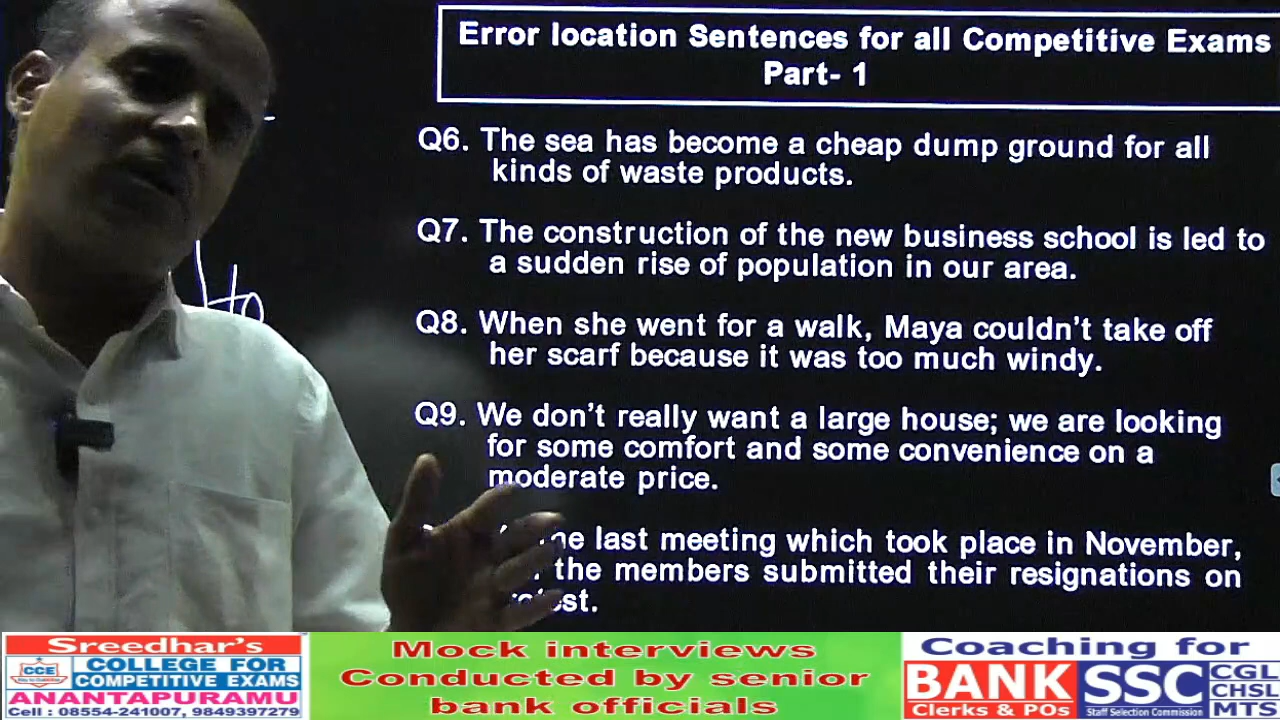 Error location Sentences for all Competitive Exams
Part- 1
Q6. The sea has become a cheap dump ground for all
kinds of waste products.
Q7. The construction of the new business school is led to
a sudden rise of population in our area.
Q8. When she went for a walk, Maya couldn't take off
her scarf because it was too much windy.
Q9. We don't really want a large house; we are looking
for some comfort and some convenience on a
moderate price.
last meeting which took place in November,
the members submitted their resignations on
Sreedhar's
CCE
COLLEGE FOR
COMPETITIVE EXAMS
ANANTAPURAMU
Cell : 08554-241007, 9849397279
Mock interviews
Conducted by senior
bank officials
Coaching for
BANK
Clerks & POs
SSC
Staff Selection Commission
CGL
CHSL
MTS